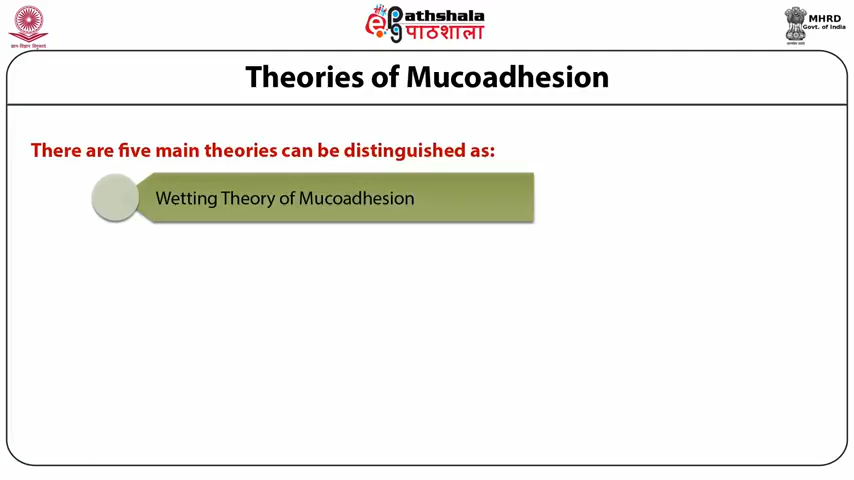 Pathshala
पाठशाला
MHRD
Govt. of India
Theories of Mucoadhesion
There are five main theories can be distinguished as:
Wetting Theory of Mucoadhesion